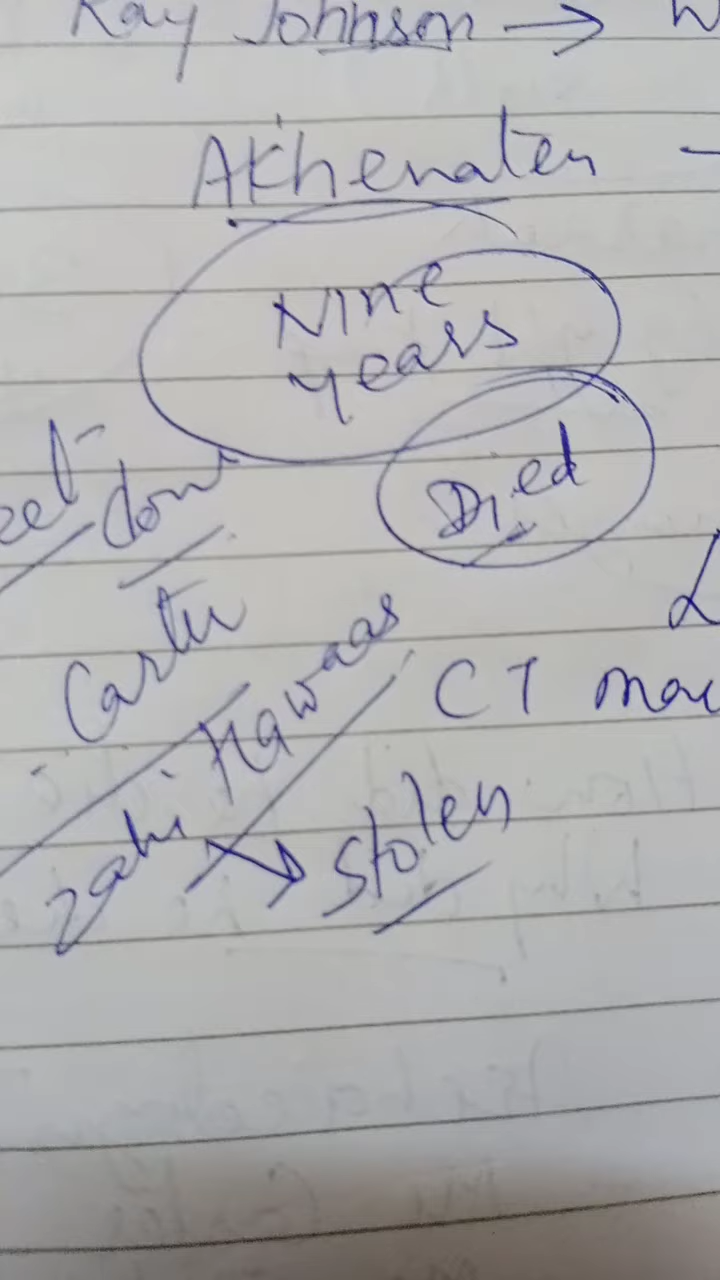 Ray Johnson →
Akhenaten -
Nine
years
Died
Carter
CT
Zahi Hawaas
→ Stolen